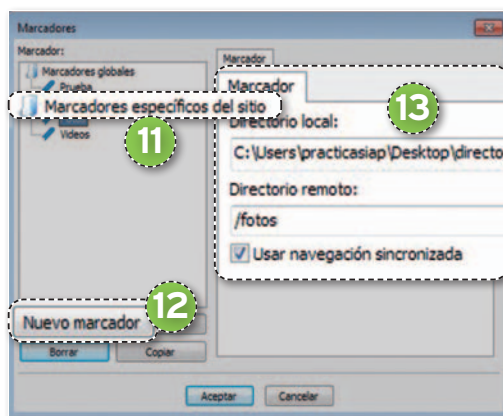 Marcadores
Marcador:
Marcadores globales
Prueba
Marcadores específicos del sitio
Videos
11
Nuevo marcador
12
Borrar
Copiar
Marcador
Marcador
13
Directorio local:
C:\Users\practicasiap\Desktop\directo
Directorio remoto:
/fotos
Usar navegación sincronizada
Aceptar
Cancelar